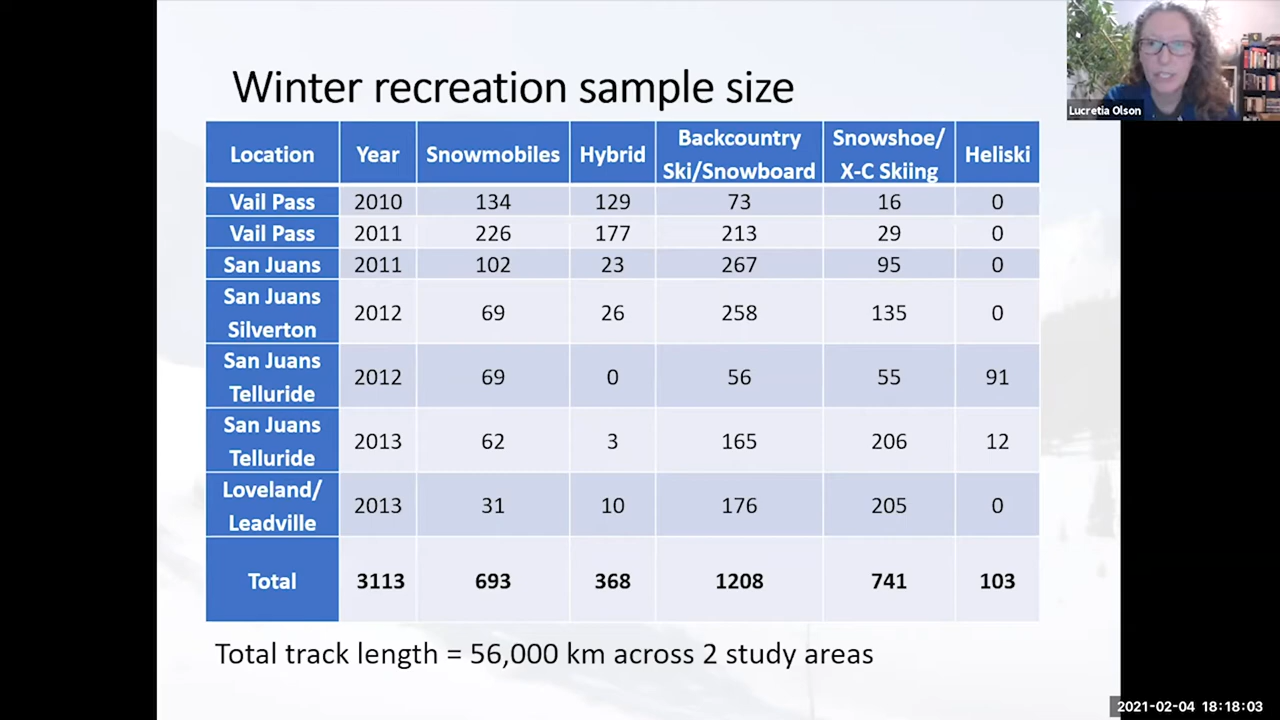 Winter recreation sample size
Location Year Snowmobiles Hybrid Backcountry Ski/Snowboard Snowshoe/ X-C Skiing Heliski
Vail Pass 2010 134 129 73 16 0
Vail Pass 2011 226 177 213 29 0
San Juans 2011 102 23 267 95 0
San Juans Silverton 2012 69 26 258 135 0
San Juans Telluride 2012 69 0 56 55 91
San Juans Telluride 2013 62 3 165 206 12
Loveland/ Leadville 2013 31 10 176 205 0
Total 3113 693 368 1208 741 103
Total track length = 56,000 km across 2 study areas
Lucretia Olson
2021-02-04 18:18:03